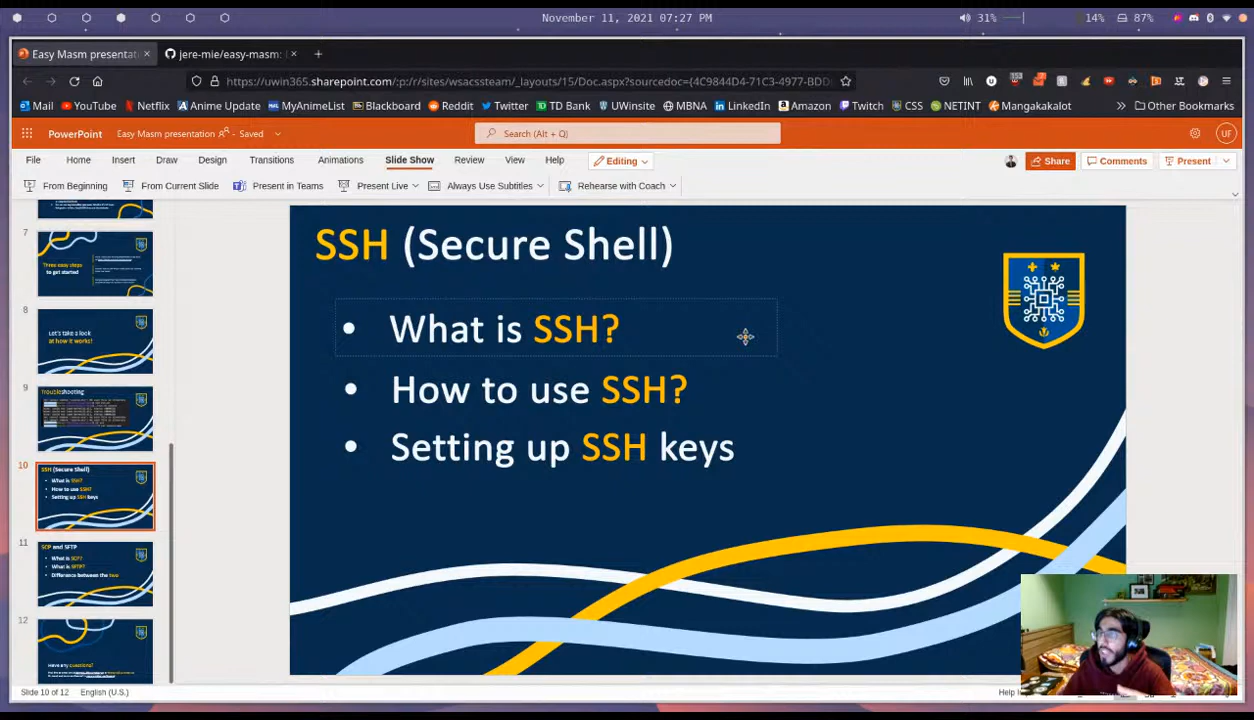 November 11, 2021 07:27 PM
31%
14%
87%
Easy Masm presentat
jere-mie/easy-masm:
https://uwin365.sharepoint.com/:p:/r/sites/wsacssteam/_layouts/15/Doc.aspx?sourcedoc={4C9844D4-71C3-4977-BDD
Mail YouTube Netflix Anime Update MyAnimeList Blackboard Reddit Twitter TD Bank UWinsite MBNA LinkedIn Amazon Twitch CSS NETINT Mangakakalot Other Bookmarks
PowerPoint Easy Masm presentation - Saved
Search (Alt + Q)
UF
File Home Insert Draw Design Transitions Animations Slide Show Review View Help Editing Share Comments Present
From Beginning From Current Slide Present in Teams Present Live Always Use Subtitles Rehearse with Coach
7
Three easy steps
to get started
8
Let's take a look
at how it works!
9
Troubleshooting
10
SSH (Secure Shell)
• What is SSH?
• How to use SSH?
• Setting up SSH keys
11
SCP and SFTP
• What is SCP?
• What is SFTP?
• Difference between the two
12
Have any questions?
SSH (Secure Shell)
• What is SSH?
• How to use SSH?
• Setting up SSH keys
Slide 10 of 12 English (U.S.)